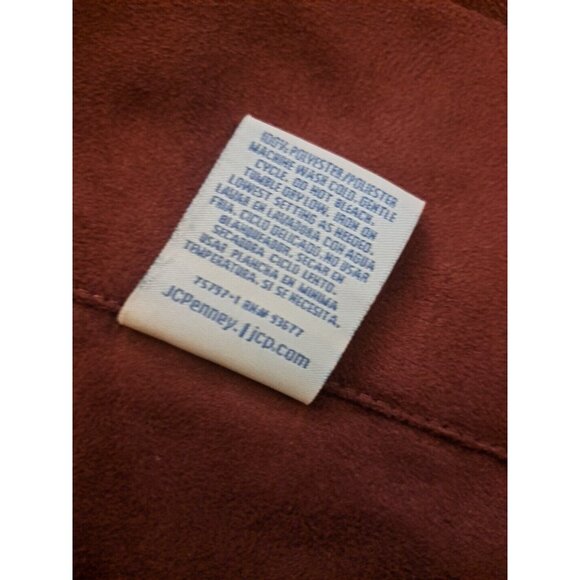 100% POLYESTER/POLIESTER
MACHINE WASH COLD, GENTLE
CYCLE. DO NOT BLEACH.
TUMBLE DRY LOW. IRON ON
LOWEST SETTING AS NEEDED.
LAVAR EN LAVADORA CON AGUA
FRIA, CICLO DELICADO. NO USAR
BLANQUEADOR. SECAR EN
SECADORA, CICLO LENTO.
USAR PLANCHA EN MINIMA
TEMPERATURA, SI SE NECESITA.
75797-1 RN# 93677
JCPenney.|jcp.com